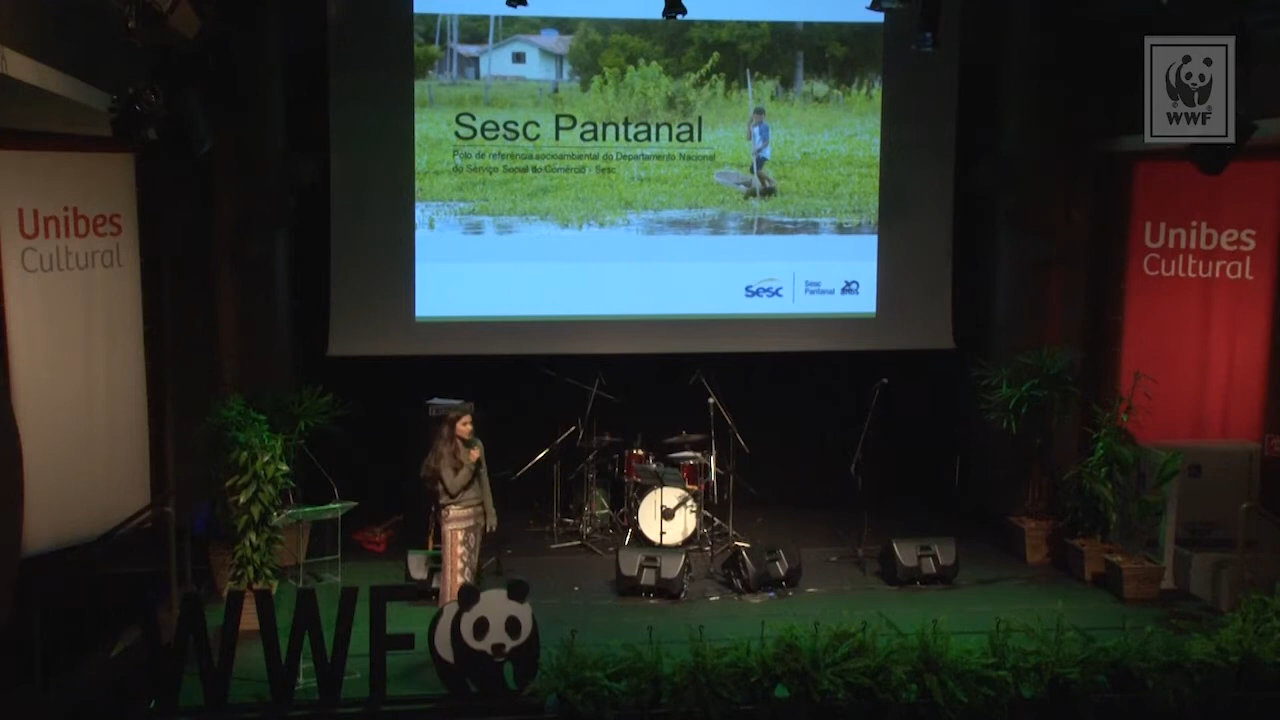 Sesc Pantanal
Polo de referência socioambiental do Departamento Nacional
do Serviço Social do Comércio - Sesc
Sesc
Sesc
Pantanal
20
anos
WWF
Unibes
Cultural
Unibes
Cultural
WWF